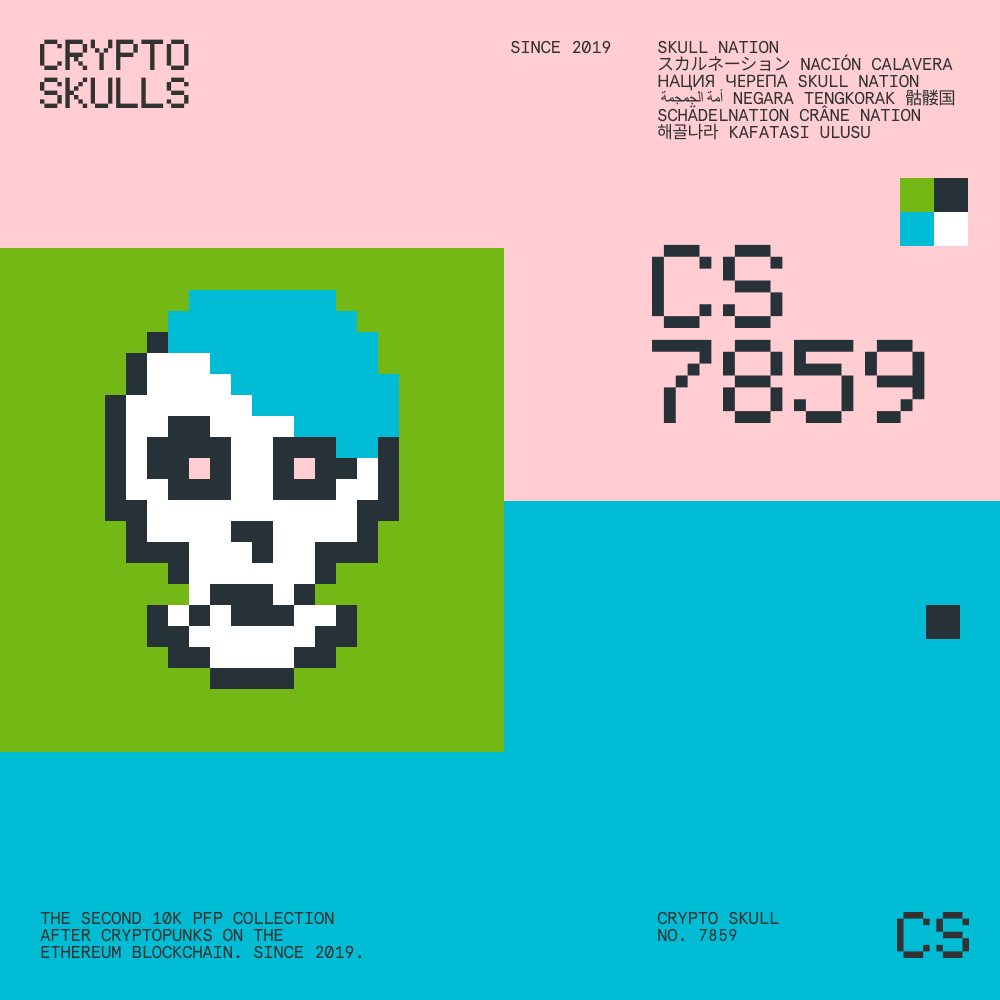 CRYPTO
SKULLS
SINCE 2019
SKULL NATION
スカルネーション NACIÓN CALAVERA
НАЦИЯ ЧЕРЕПА SKULL NATION
أمة الجمجمة NEGARA TENGKORAK 骷髅国
SCHÄDELNATION CRÂNE NATION
해골나라 KAFATASI ULUSU
CS
7859
THE SECOND 10K PFP COLLECTION
AFTER CRYPTOPUNKS ON THE
ETHEREUM BLOCKCHAIN. SINCE 2019.
CRYPTO SKULL
NO. 7859
CS